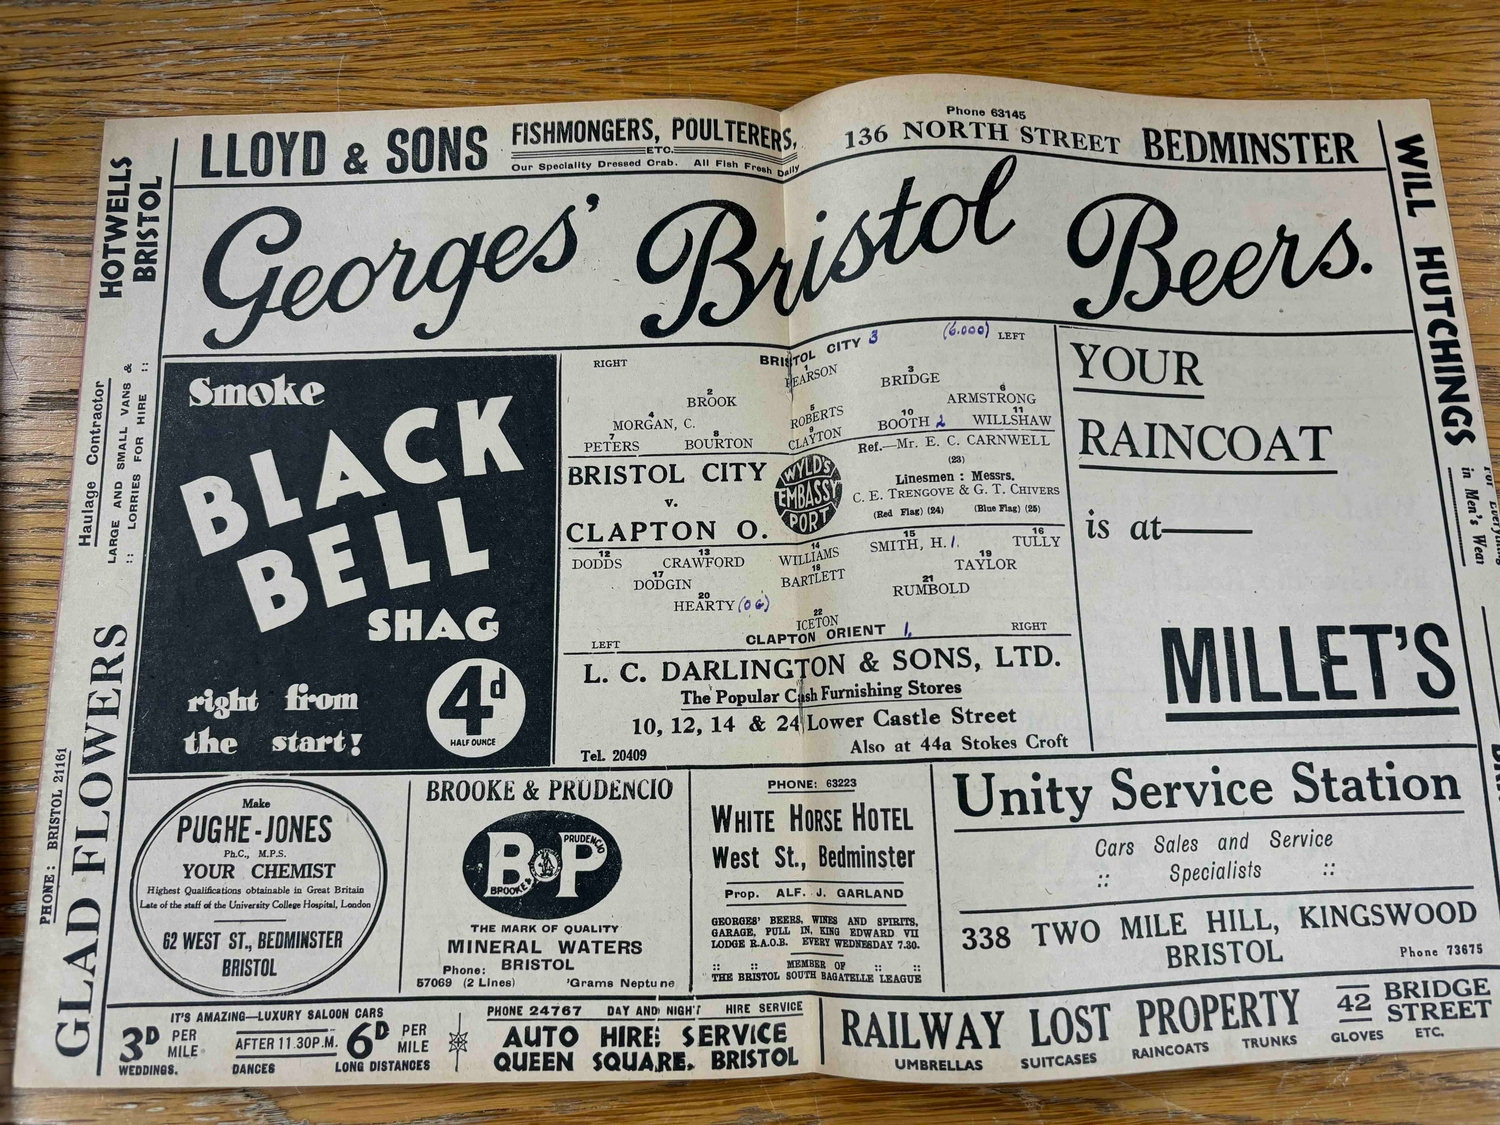 LLOYD & SONS FISHMONGERS, POULTERERS, ETC. 136 NORTH STREET BEDMINSTER
Our Speciality Dressed Crab. All Fish Fresh Daily
Phone 63145
HOTWELLS
BRISTOL
Haulage Contractor
LARGE AND SMALL VANS &
:: LORRIES FOR HIRE ::
GLAD FLOWERS
PHONE: BRISTOL 21161
Georges' Bristol Beers.
Smoke
BLACK
BELL
SHAG
right from
the start!
4d
HALF OUNCE
RIGHT BRISTOL CITY 3 (6.000) LEFT
1
PEARSON
2 3
BROOK BRIDGE
4 5 6
MORGAN, C. ROBERTS ARMSTRONG
7 8 9 10 11
PETERS BOURTON CLAYTON BOOTH 2 WILLSHAW
BRISTOL CITY
v.
CLAPTON O.
WYLD'S
EMBASSY
PORT
Ref.—Mr. E. C. CARNWELL
(23)
Linesmen : Messrs.
C. E. TRENGOVE & G. T. CHIVERS
(Red Flag) (24) (Blue Flag) (25)
12 13 14 15 16
DODDS CRAWFORD WILLIAMS SMITH, H. 1. TULLY
17 18 19
DODGIN BARTLETT TAYLOR
20 21
HEARTY (OG) RUMBOLD
22
ICETON
LEFT CLAPTON ORIENT 1. RIGHT
L. C. DARLINGTON & SONS, LTD.
The Popular Cash Furnishing Stores
10, 12, 14 & 24 Lower Castle Street
Tel. 20409 Also at 44a Stokes Croft
YOUR
RAINCOAT
is at—
MILLET'S
WILL HUTCHINGS
in Men's Wear
Make
PUGHE-JONES
Ph.C., M.P.S.
YOUR CHEMIST
Highest Qualifications obtainable in Great Britain
Late of the staff of the University College Hospital, London
62 WEST ST., BEDMINSTER
BRISTOL
BROOKE & PRUDENCIO
B P
BROOKE & PRUDENCIO
THE MARK OF QUALITY
MINERAL WATERS
Phone: BRISTOL
57069 (2 Lines) 'Grams Neptune
PHONE: 63223
WHITE HORSE HOTEL
West St., Bedminster
Prop. ALF. J. GARLAND
GEORGES' BEERS, WINES AND SPIRITS,
GARAGE, PULL IN, KING EDWARD VII
LODGE R.A.O.B. EVERY WEDNESDAY 7.30.
:: :: MEMBER OF :: ::
THE BRISTOL SOUTH BAGATELLE LEAGUE
Unity Service Station
Cars Sales and Service
:: Specialists ::
338 TWO MILE HILL, KINGSWOOD
BRISTOL Phone 73675
IT'S AMAZING—LUXURY SALOON CARS
3D PER MILE AFTER 11.30P.M. 6D PER MILE
WEDDINGS. DANCES LONG DISTANCES
PHONE 24767 DAY AND NIGHT HIRE SERVICE
AUTO HIRE SERVICE
QUEEN SQUARE, BRISTOL
RAILWAY LOST PROPERTY 42 BRIDGE STREET
UMBRELLAS SUITCASES RAINCOATS TRUNKS GLOVES ETC.